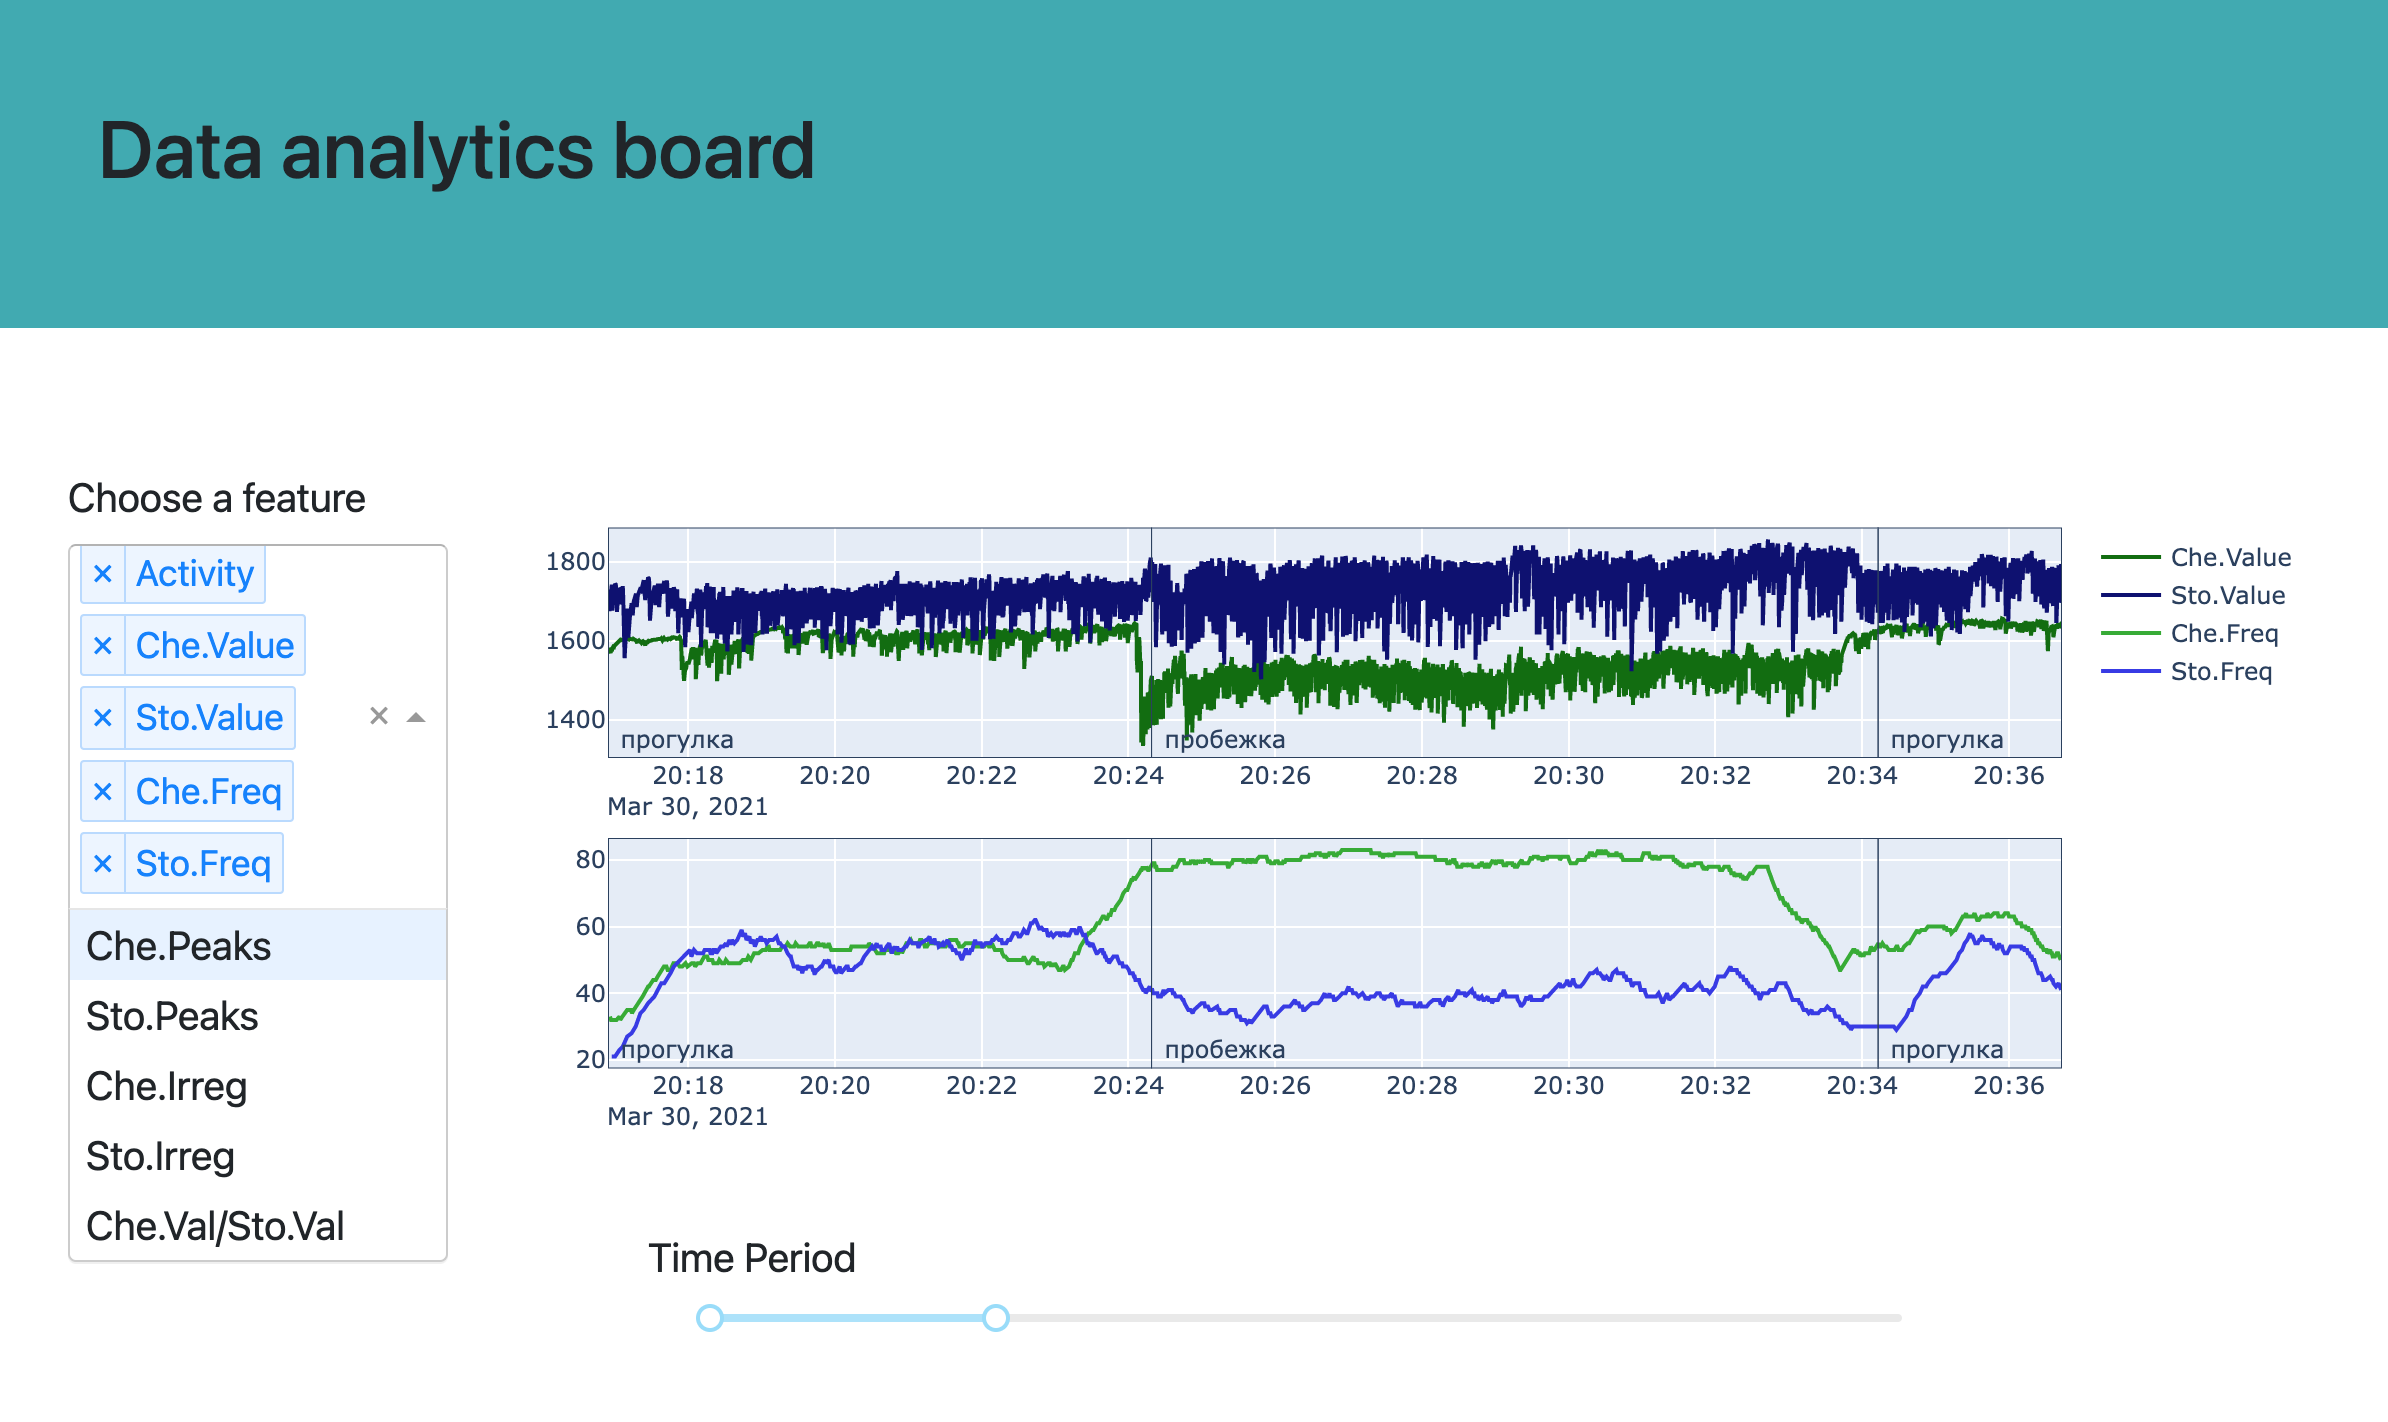 Data analytics board
Choose a feature
× Activity
× Che.Value
× Sto.Value
× Che.Freq
× Sto.Freq
Che.Peaks
Sto.Peaks
Che.Irreg
Sto.Irreg
Che.Val/Sto.Val
1800
1600
1400
прогулка пробежка прогулка
20:18 20:20 20:22 20:24 20:26 20:28 20:30 20:32 20:34 20:36
Mar 30, 2021
Che.Value
Sto.Value
Che.Freq
Sto.Freq
80
60
40
20
прогулка пробежка прогулка
20:18 20:20 20:22 20:24 20:26 20:28 20:30 20:32 20:34 20:36
Mar 30, 2021
Time Period